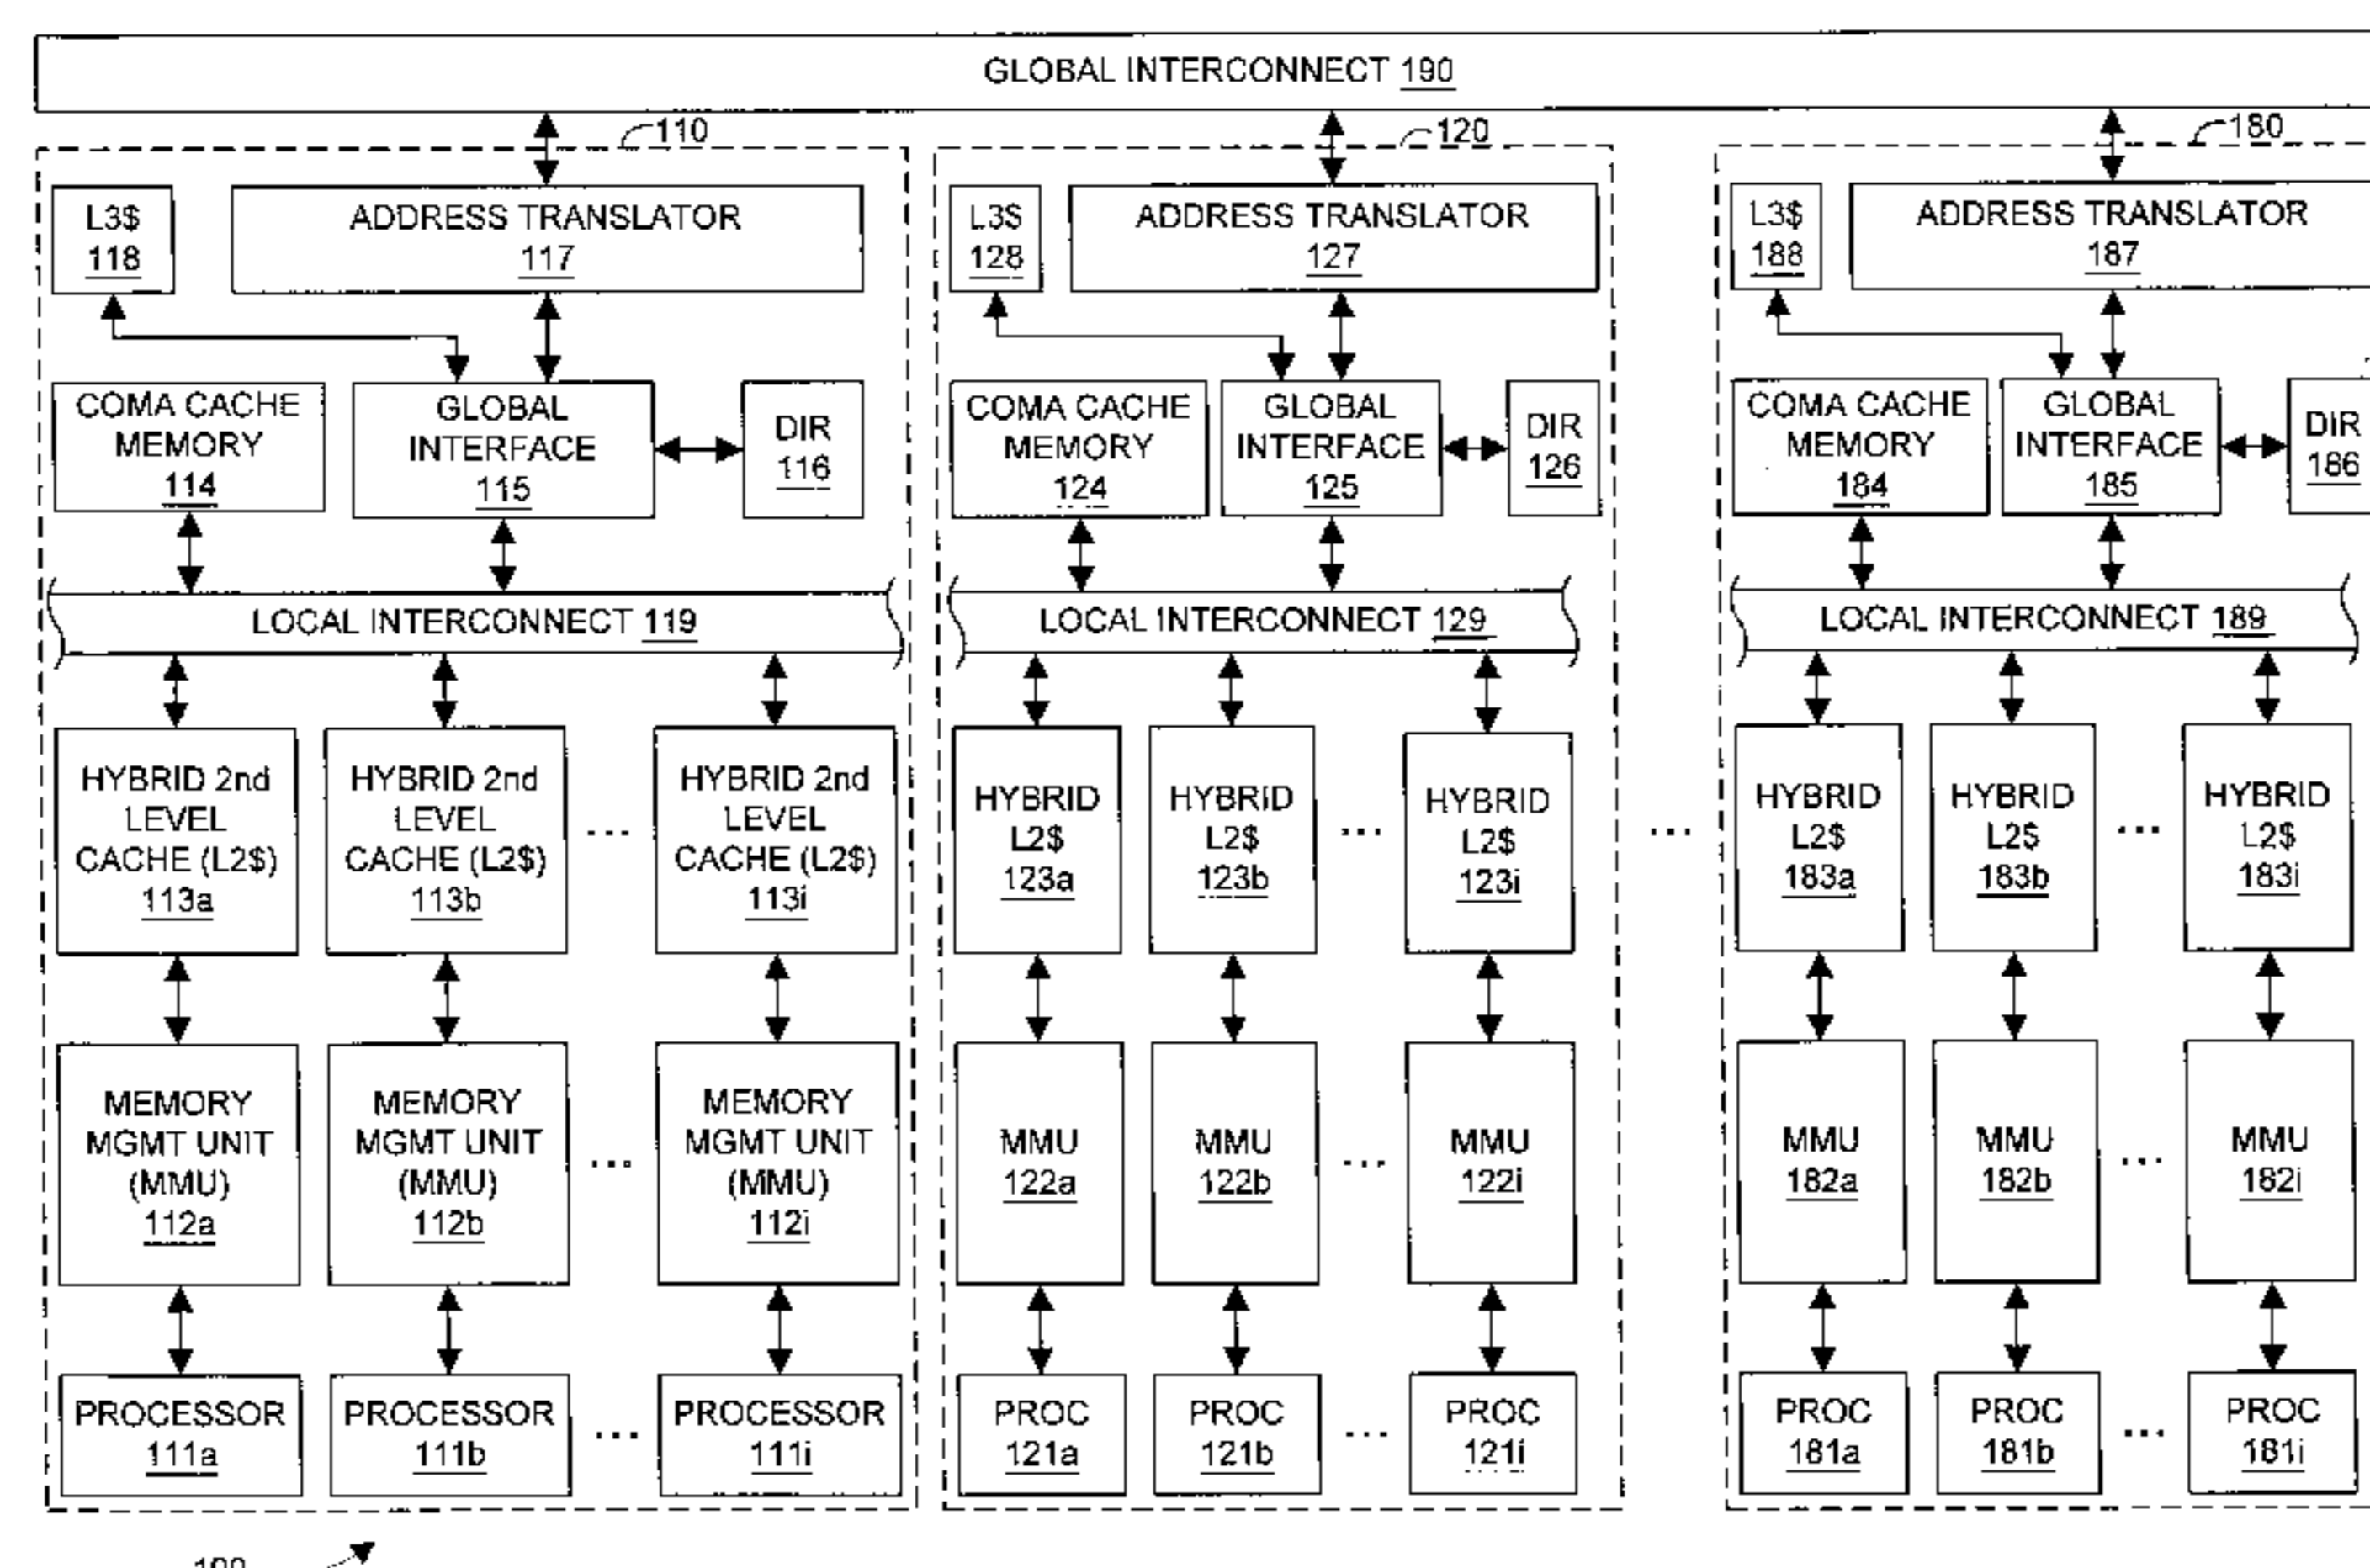 GLOBAL INTERCONNECT 190
110
120
180
L3$
118
ADDRESS TRANSLATOR
117
L3$
128
ADDRESS TRANSLATOR
127
L3$
188
ADDRESS TRANSLATOR
187
COMA CACHE
MEMORY
114
GLOBAL
INTERFACE
115
DIR
116
COMA CACHE
MEMORY
124
GLOBAL
INTERFACE
125
DIR
126
COMA CACHE
MEMORY
184
GLOBAL
INTERFACE
185
DIR
186
LOCAL INTERCONNECT 119
LOCAL INTERCONNECT 129
LOCAL INTERCONNECT 189
HYBRID 2nd
LEVEL
CACHE (L2$)
113a
HYBRID 2nd
LEVEL
CACHE (L2$)
113b
...
HYBRID 2nd
LEVEL
CACHE (L2$)
113i
HYBRID
L2$
123a
HYBRID
L2$
123b
...
HYBRID
L2$
123i
...
HYBRID
L2$
183a
HYBRID
L2$
183b
...
HYBRID
L2$
183i
MEMORY
MGMT UNIT
(MMU)
112a
MEMORY
MGMT UNIT
(MMU)
112b
...
MEMORY
MGMT UNIT
(MMU)
112i
MMU
122a
MMU
122b
...
MMU
122i
MMU
182a
MMU
182b
...
MMU
182i
PROCESSOR
111a
PROCESSOR
111b
...
PROCESSOR
111i
PROC
121a
PROC
121b
...
PROC
121i
PROC
181a
PROC
181b
...
PROC
181i